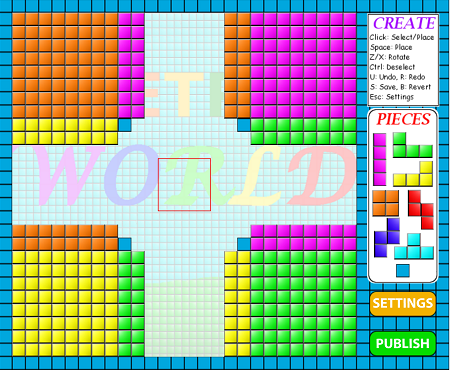 CREATE
Click: Select/Place
Space: Place
Z/X: Rotate
Ctrl: Deselect
U: Undo, R: Redo
S: Save, B: Revert
Esc: Settings
ET
PIECES
WORLD
SETTINGS
PUBLISH